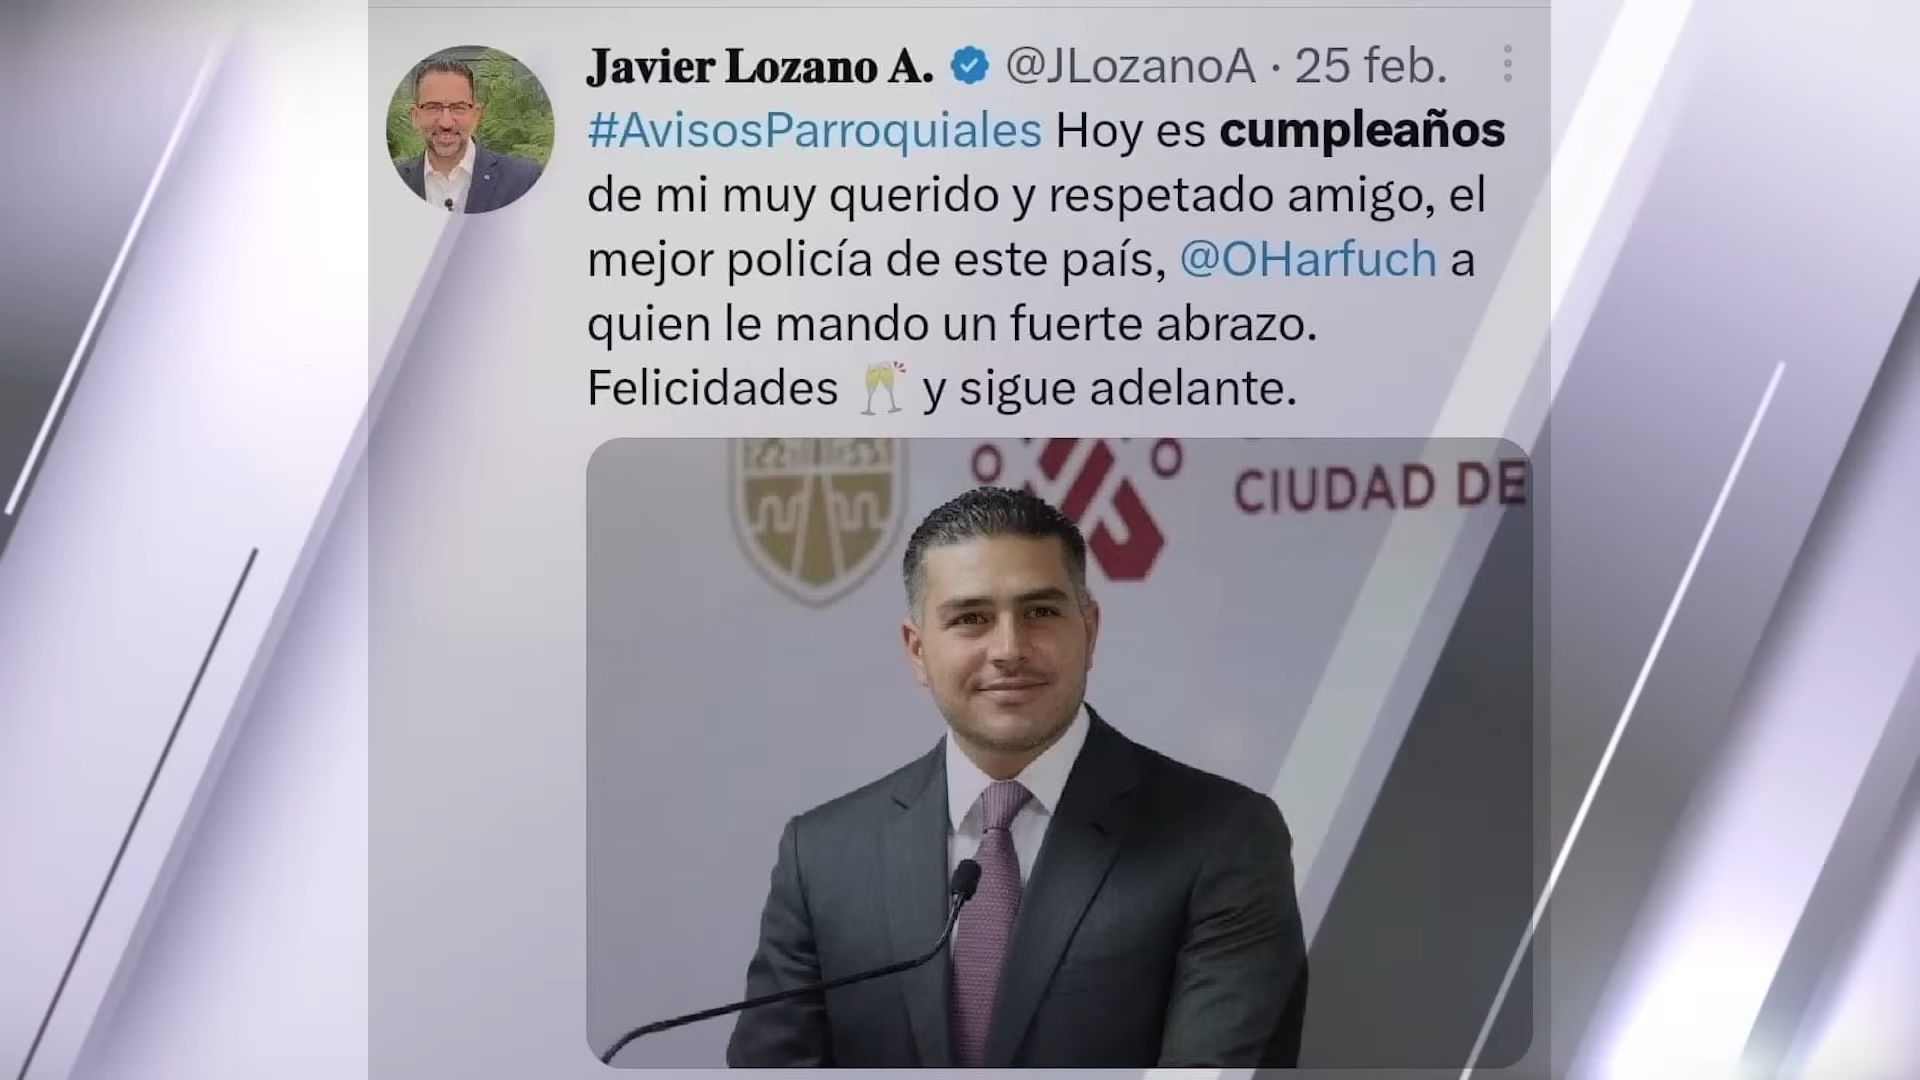 Javier Lozano A. @JLozanoA · 25 feb.
#AvisosParroquiales Hoy es cumpleaños
de mi muy querido y respetado amigo, el
mejor policía de este país, @OHarfuch a
quien le mando un fuerte abrazo.
Felicidades 🥂 y sigue adelante.
CIUDAD DE